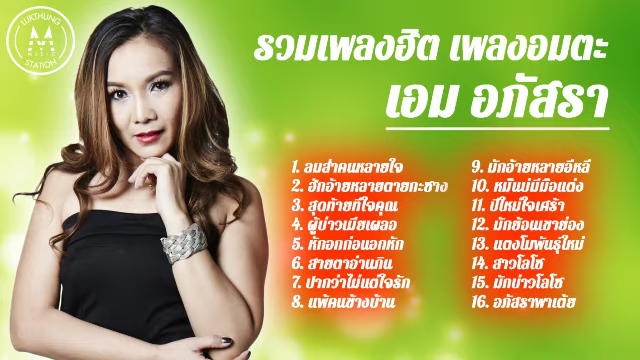 LUKTHUNG
M
MUSIC
STATION
รวมเพลงฮิต เพลงอมตะ
เอม อภัสรา
1. ลมสำคนหลายใจ
2. ฮักอ้ายหลายตายกะซาง
3. สุดท้ายที่ใจคุณ
4. ผู้บ่าวเมียเผลอ
5. หักอกก่อนอกหัก
6. สายตาอ่านกิน
7. ปากว่าไม่แต่ใจรัก
8. แพ้คนข้างบ้าน
9. มักอ้ายหลายอีหลี
10. หมั้นบ่มีมื้อแต่ง
11. ปีใหม่ใจเศร้า
12. มักฮ้อนเขาช่อง
13. แตงโมพันธุ์ใหม่
14. สาวโลโซ
15. มักบ่าวโลโซ
16. อภัสราพาเต้ย